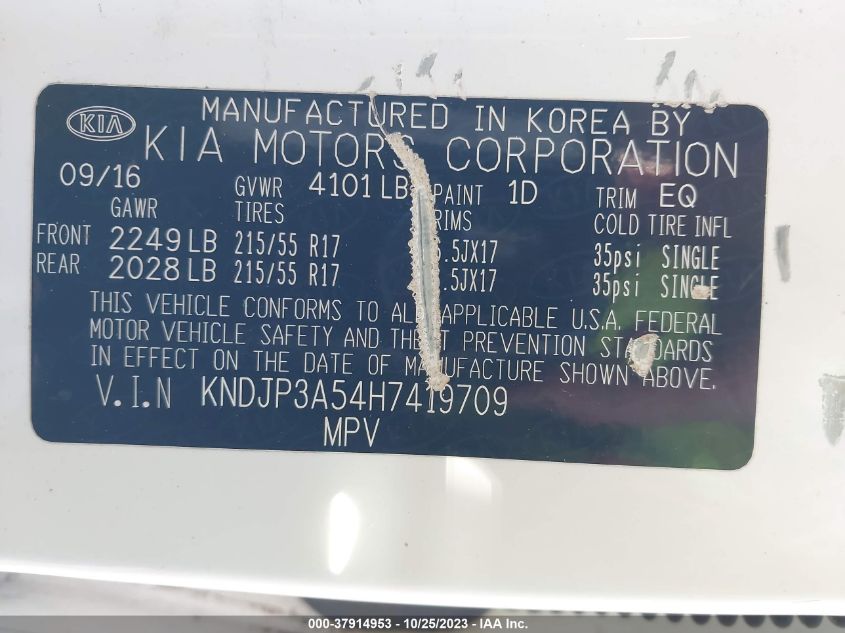 KIA
MANUFACTURED IN KOREA BY
KIA MOTORS CORPORATION
09/16 GVWR 4101 LB PAINT 1D TRIM EQ
GAWR TIRES RIMS COLD TIRE INFL
FRONT 2249 LB 215/55 R17 .5JX17 35psi SINGLE
REAR 2028 LB 215/55 R17 .5JX17 35psi SINGLE
THIS VEHICLE CONFORMS TO ALL APPLICABLE U.S.A. FEDERAL
MOTOR VEHICLE SAFETY AND THEFT PREVENTION STANDARDS
IN EFFECT ON THE DATE OF MANUFACTURE SHOWN ABOVE.
V.I.N KNDJP3A54H7419709
MPV
000-37914953 - 10/25/2023 - IAA Inc.